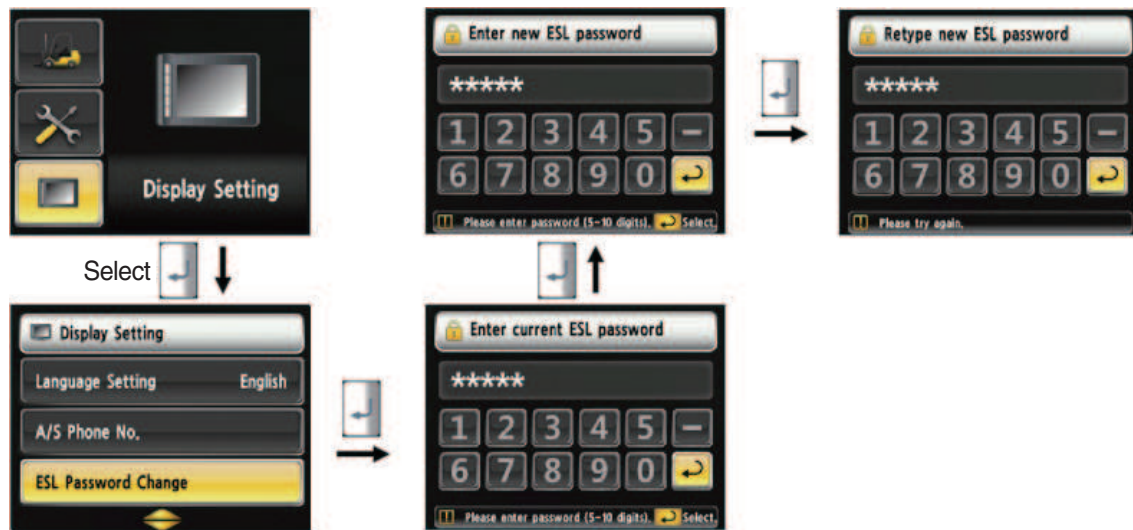 Display Setting
Select
Display Setting
Language Setting English
A/S Phone No.
ESL Password Change
Enter current ESL password
*****
1 2 3 4 5 -
6 7 8 9 0
Please enter password (5-10 digits). Select.
Enter new ESL password
*****
1 2 3 4 5 -
6 7 8 9 0
Please enter password (5-10 digits). Select.
Retype new ESL password
*****
1 2 3 4 5 -
6 7 8 9 0
Please try again.